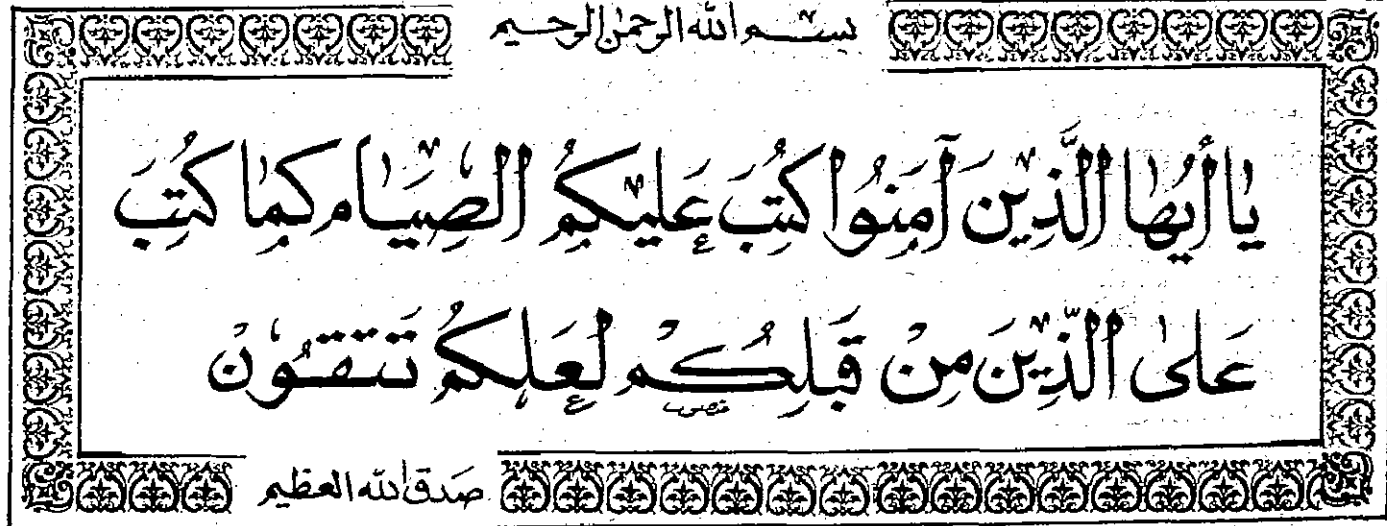 بسم الله الرحمن الرحيم
يا أيها الذين آمنوا كتب عليكم الصيام كما كتب
على الذين من قبلكم لعلكم تتقون
صدق الله العظيم